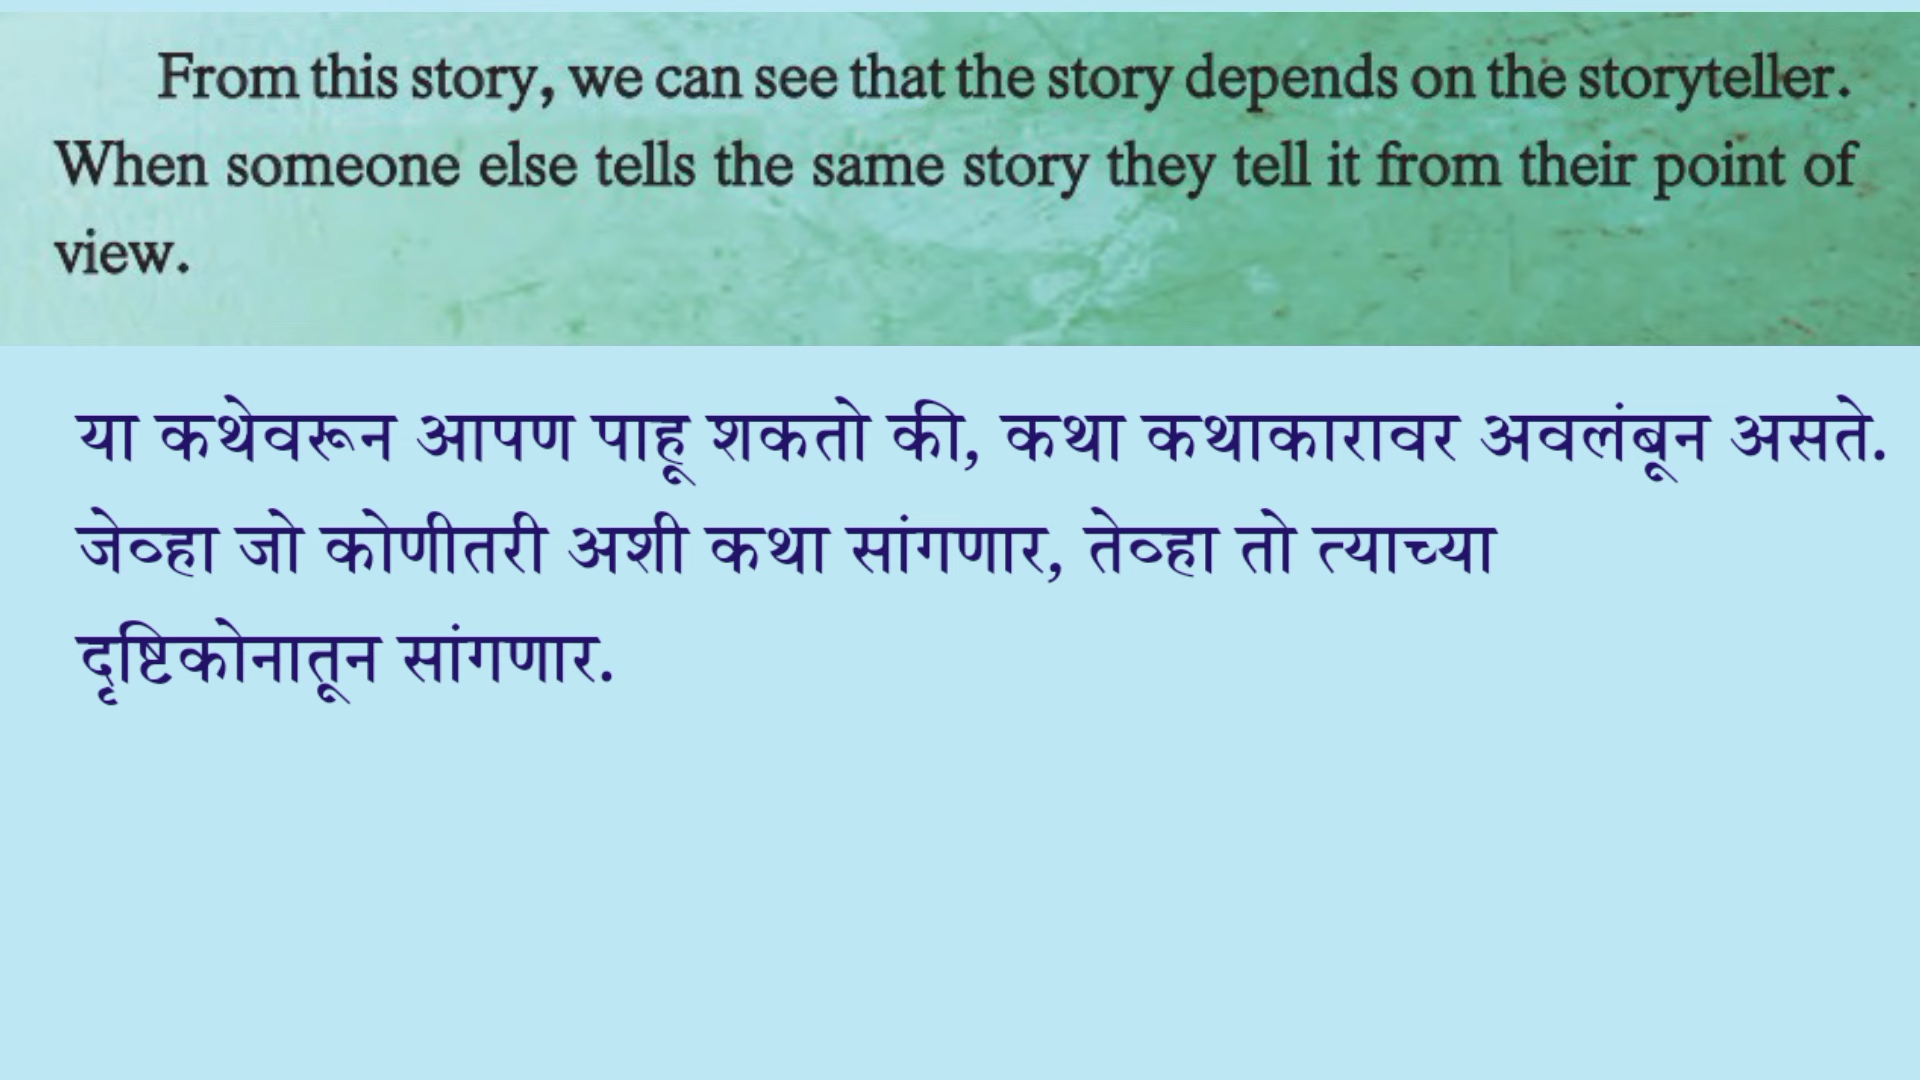 From this story, we can see that the story depends on the storyteller.
When someone else tells the same story they tell it from their point of
view.
या कथेवरून आपण पाहू शकतो की, कथा कथाकारावर अवलंबून असते.
जेव्हा जो कोणीतरी अशी कथा सांगणार, तेव्हा तो त्याच्या
दृष्टिकोनातून सांगणार.